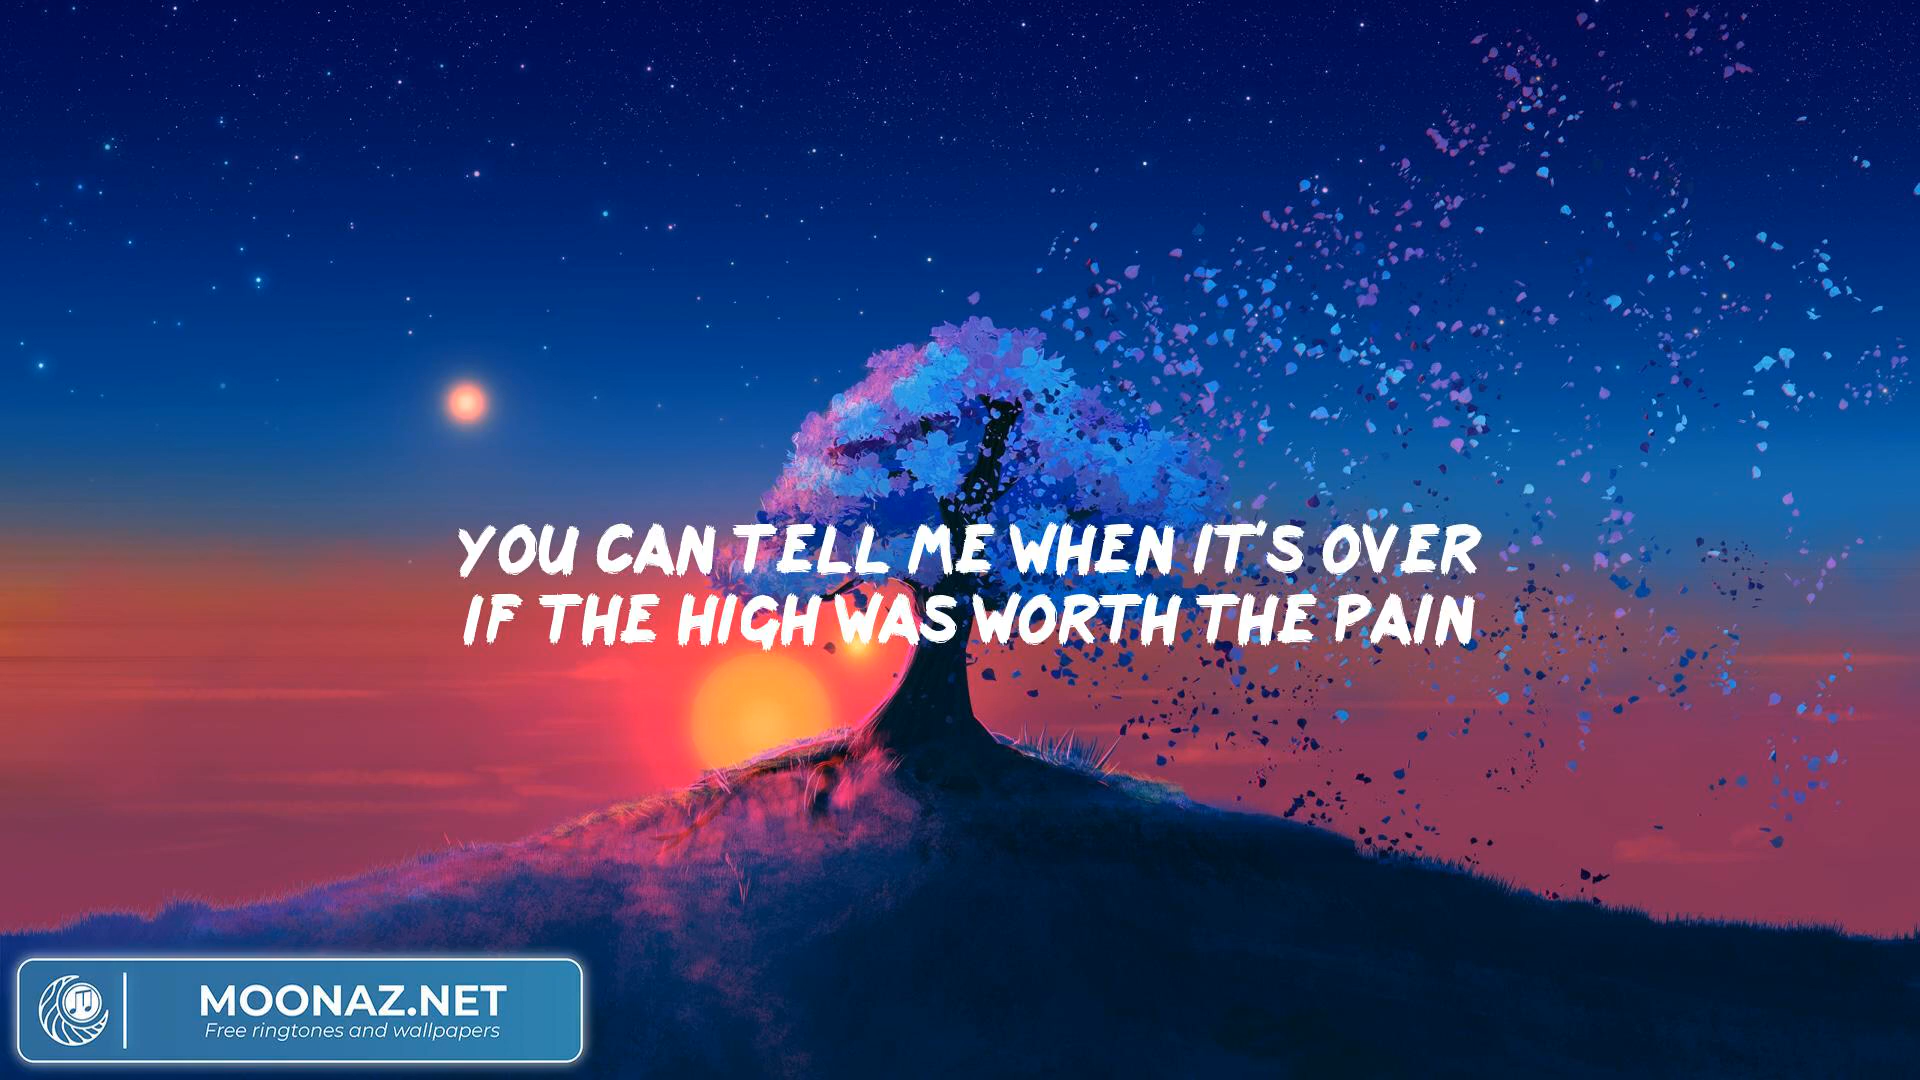 YOU CAN TELL ME WHEN IT'S OVER
IF THE HIGH WAS WORTH THE PAIN
MOONAZ.NET
Free ringtones and wallpapers